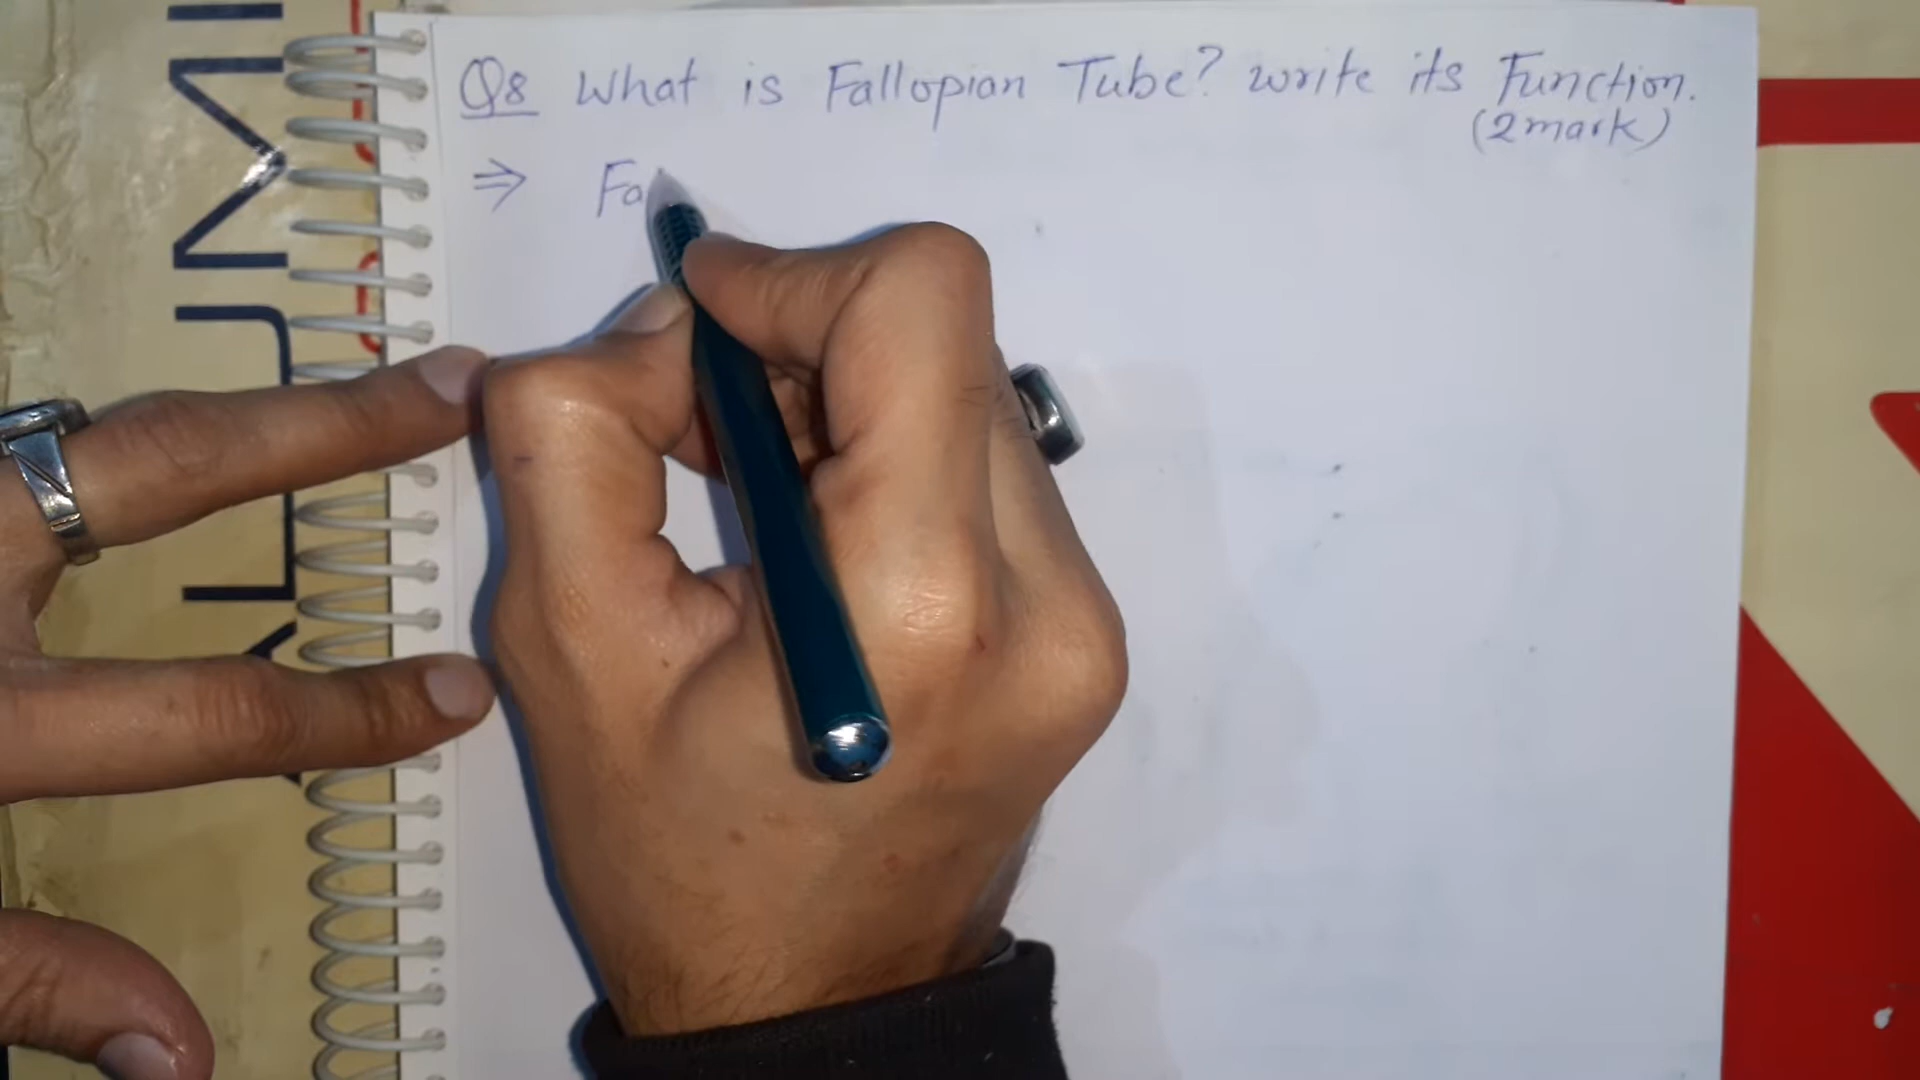 Q8 What is Fallopian Tube? write its Function.
(2mark)
⇒ Fa